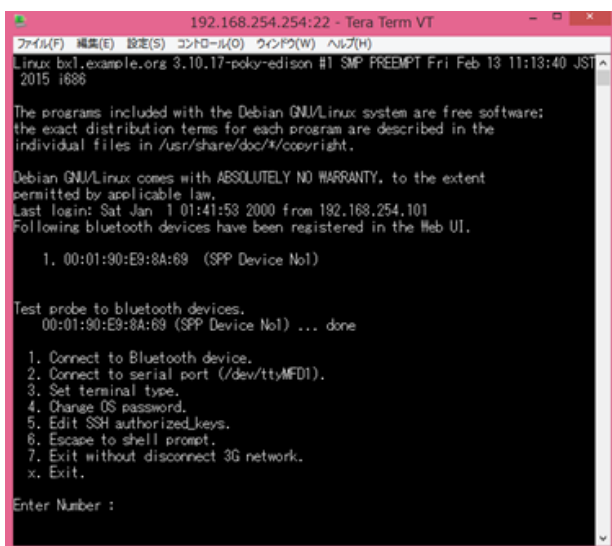 192.168.254.254:22 - Tera Term VT
ファイル(F) 編集(E) 設定(S) コントロール(O) ウィンドウ(W) ヘルプ(H)
Linux bx1.example.org 3.10.17-poky-edison #1 SMP PREEMPT Fri Feb 13 11:13:40 JST
2015 i686
The programs included with the Debian GNU/Linux system are free software;
the exact distribution terms for each program are described in the
individual files in /usr/share/doc/*/copyright.
Debian GNU/Linux comes with ABSOLUTELY NO WARRANTY, to the extent
permitted by applicable law.
Last login: Sat Jan 1 01:41:53 2000 from 192.168.254.101
Following bluetooth devices have been registered in the Web UI.
1. 00:01:90:E9:8A:69 (SPP Device No1)
Test probe to bluetooth devices.
00:01:90:E9:8A:69 (SPP Device No1) ... done
1. Connect to Bluetooth device.
2. Connect to serial port (/dev/ttyMFD1).
3. Set terminal type.
4. Change OS password.
5. Edit SSH authorized_keys.
6. Escape to shell prompt.
7. Exit without disconnect 3G network.
x. Exit.
Enter Number :